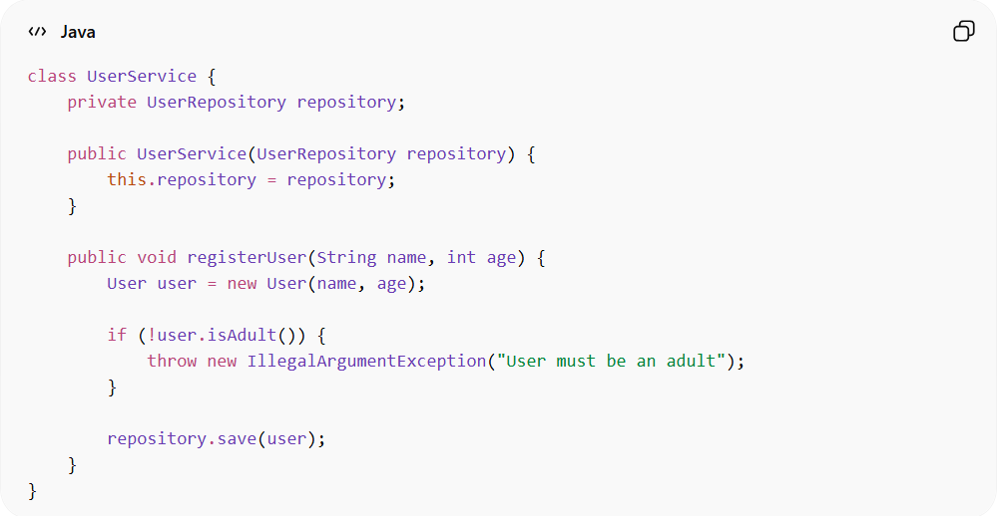 </> Java
class UserService {
    private UserRepository repository;
    public UserService(UserRepository repository) {
        this.repository = repository;
    }
    public void registerUser(String name, int age) {
        User user = new User(name, age);
        if (!user.isAdult()) {
            throw new IllegalArgumentException("User must be an adult");
        }
        repository.save(user);
    }
}